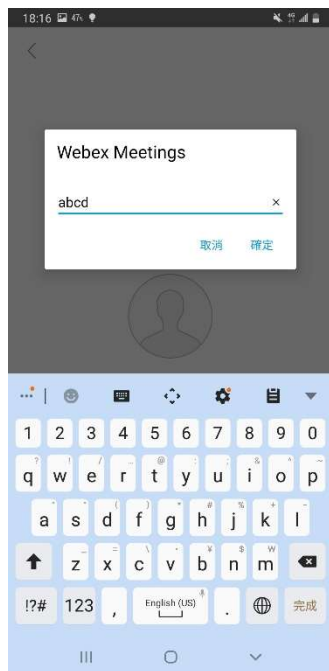 18:16 47% 4G
Webex Meetings
abcd ×
取消 確定
1 2 3 4 5 6 7 8 9 0
q w e r t y u i o p
a s d f g h j k l
z x c v b n m
!?# 123 , English (US) . 完成